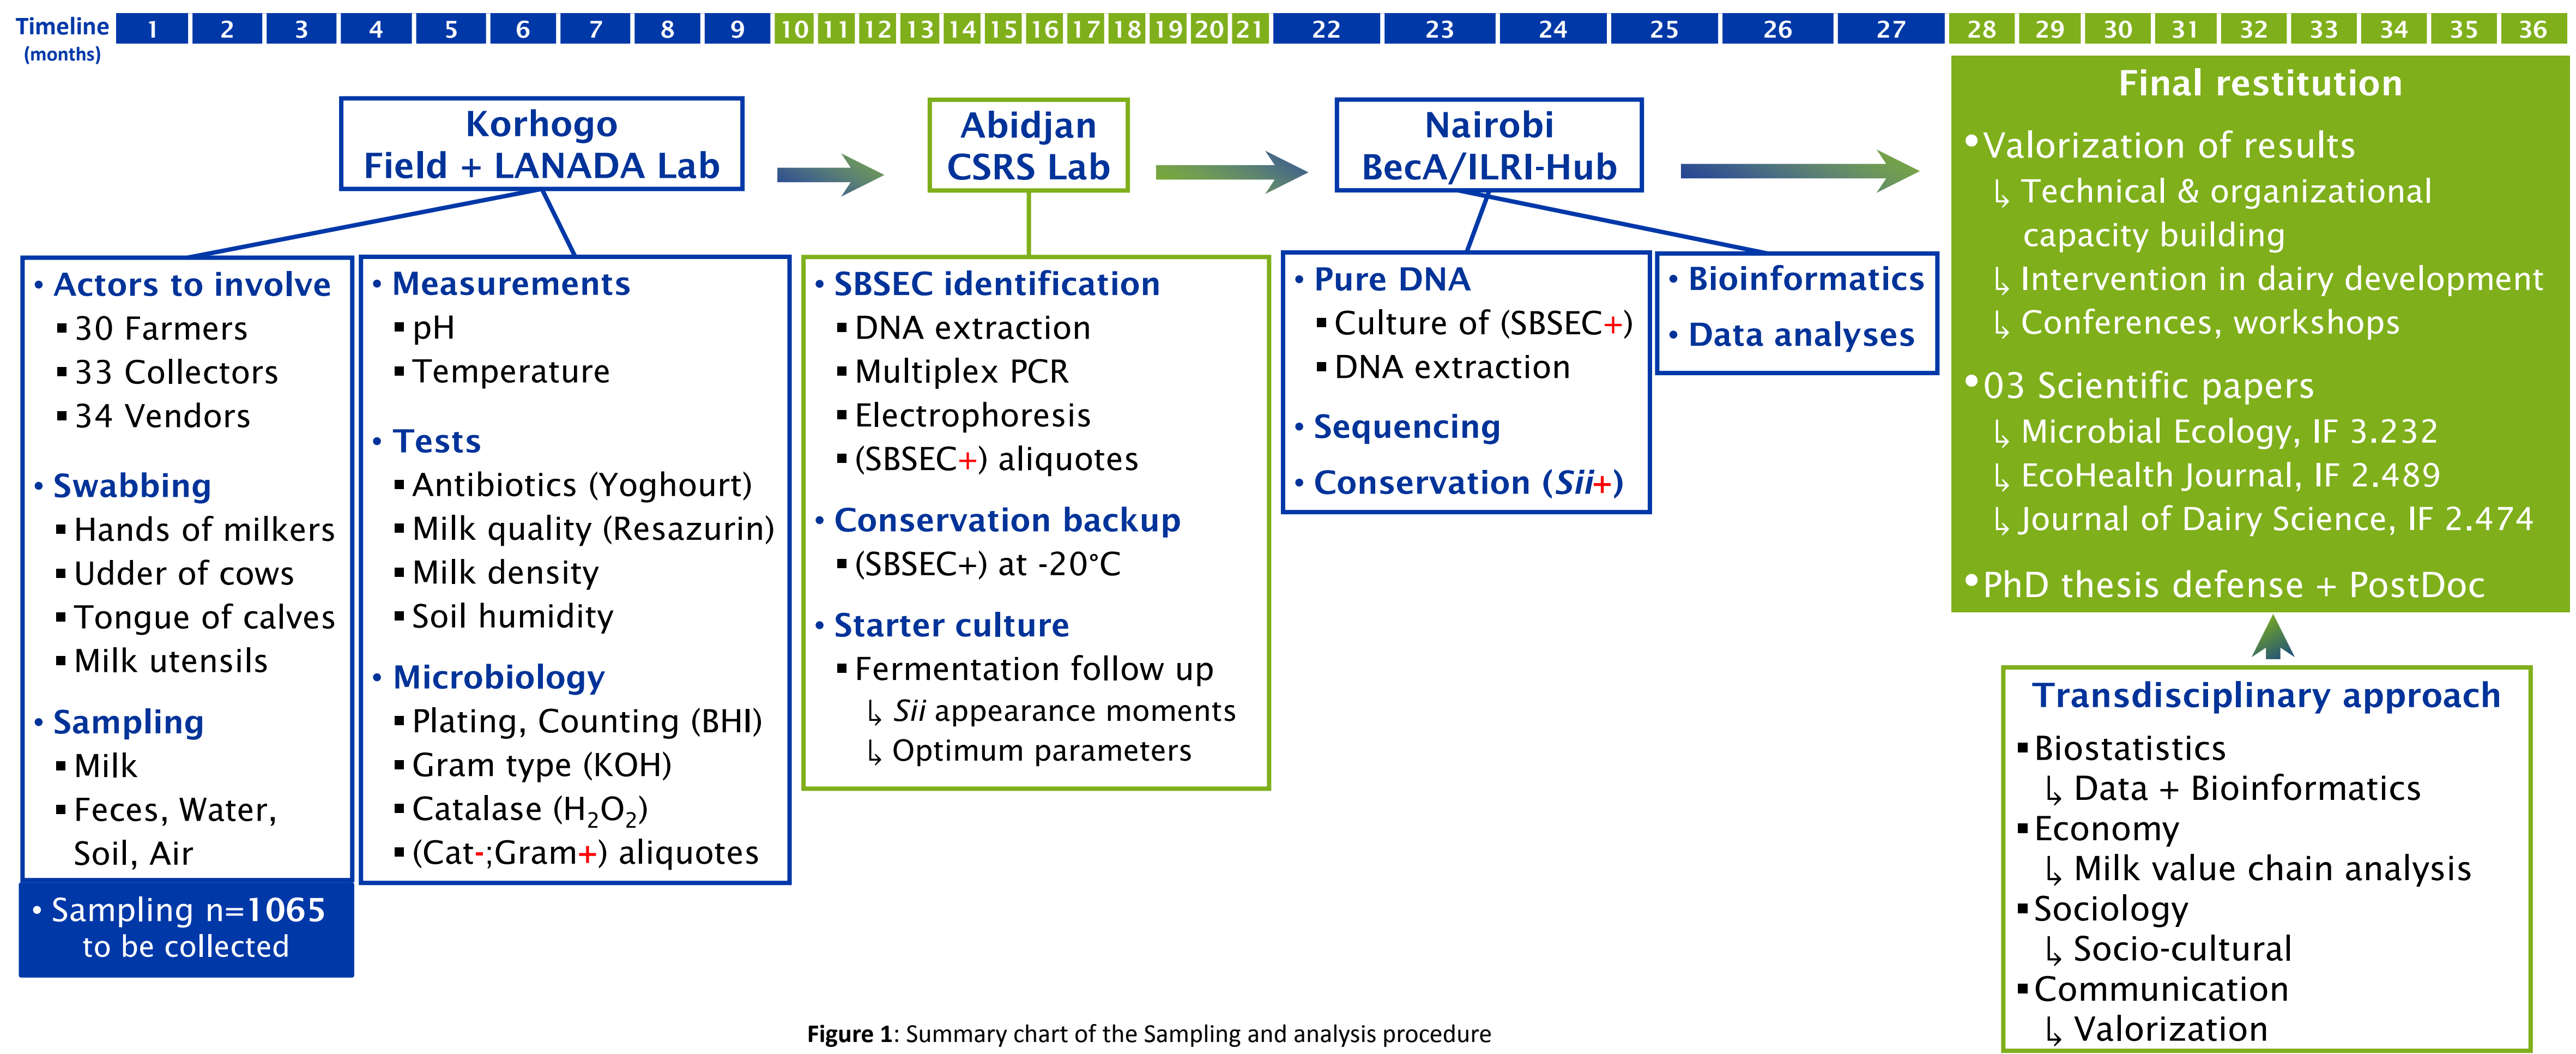 Timeline
(months)
1 2 3 4 5 6 7 8 9 10 11 12 13 14 15 16 17 18 19 20 21 22 23 24 25 26 27 28 29 30 31 32 33 34 35 36
Korhogo
Field + LANADA Lab
• Actors to involve
▪ 30 Farmers
▪ 33 Collectors
▪ 34 Vendors
• Swabbing
▪ Hands of milkers
▪ Udder of cows
▪ Tongue of calves
▪ Milk utensils
• Sampling
▪ Milk
▪ Feces, Water,
Soil, Air
• Sampling n=1065
to be collected
• Measurements
▪ pH
▪ Temperature
• Tests
▪ Antibiotics (Yoghourt)
▪ Milk quality (Resazurin)
▪ Milk density
▪ Soil humidity
• Microbiology
▪ Plating, Counting (BHI)
▪ Gram type (KOH)
▪ Catalase (H₂O₂)
▪ (Cat-;Gram+) aliquotes
Abidjan
CSRS Lab
• SBSEC identification
▪ DNA extraction
▪ Multiplex PCR
▪ Electrophoresis
▪ (SBSEC+) aliquotes
• Conservation backup
▪ (SBSEC+) at -20°C
• Starter culture
▪ Fermentation follow up
↳ Sii appearance moments
↳ Optimum parameters
Nairobi
BecA/ILRI-Hub
• Pure DNA
▪ Culture of (SBSEC+)
▪ DNA extraction
• Sequencing
• Conservation (Sii+)
• Bioinformatics
• Data analyses
Final restitution
• Valorization of results
↳ Technical & organizational
capacity building
↳ Intervention in dairy development
↳ Conferences, workshops
• 03 Scientific papers
↳ Microbial Ecology, IF 3.232
↳ EcoHealth Journal, IF 2.489
↳ Journal of Dairy Science, IF 2.474
• PhD thesis defense + PostDoc
Transdisciplinary approach
▪ Biostatistics
↳ Data + Bioinformatics
▪ Economy
↳ Milk value chain analysis
▪ Sociology
↳ Socio-cultural
▪ Communication
↳ Valorization
Figure 1: Summary chart of the Sampling and analysis procedure